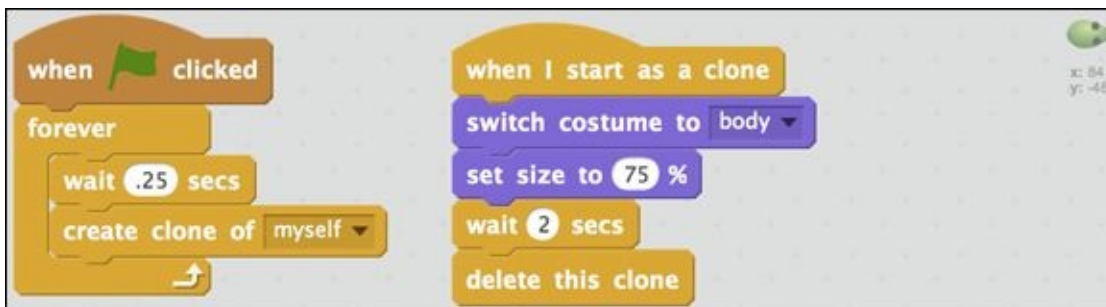 when clicked
forever
wait .25 secs
create clone of myself
when I start as a clone
switch costume to body
set size to 75 %
wait 2 secs
delete this clone
x: 84